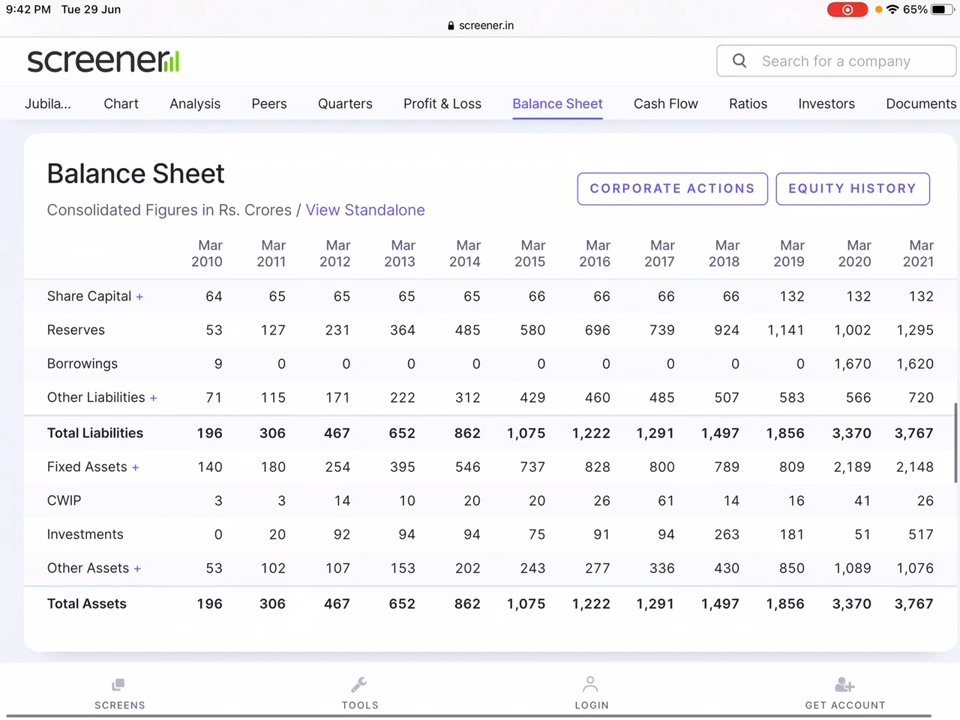 9:42 PM Tue 29 Jun 65%
screener.in
screener
Search for a company
Jubila... Chart Analysis Peers Quarters Profit & Loss Balance Sheet Cash Flow Ratios Investors Documents
Balance Sheet
CORPORATE ACTIONS EQUITY HISTORY
Consolidated Figures in Rs. Crores / View Standalone
Mar Mar Mar Mar Mar Mar Mar Mar Mar Mar Mar Mar
2010 2011 2012 2013 2014 2015 2016 2017 2018 2019 2020 2021
Share Capital + 64 65 65 65 65 66 66 66 66 132 132 132
Reserves 53 127 231 364 485 580 696 739 924 1,141 1,002 1,295
Borrowings 9 0 0 0 0 0 0 0 0 0 1,670 1,620
Other Liabilities + 71 115 171 222 312 429 460 485 507 583 566 720
Total Liabilities 196 306 467 652 862 1,075 1,222 1,291 1,497 1,856 3,370 3,767
Fixed Assets + 140 180 254 395 546 737 828 800 789 809 2,189 2,148
CWIP 3 3 14 10 20 20 26 61 14 16 41 26
Investments 0 20 92 94 94 75 91 94 263 181 51 517
Other Assets + 53 102 107 153 202 243 277 336 430 850 1,089 1,076
Total Assets 196 306 467 652 862 1,075 1,222 1,291 1,497 1,856 3,370 3,767
SCREENS TOOLS LOGIN GET ACCOUNT